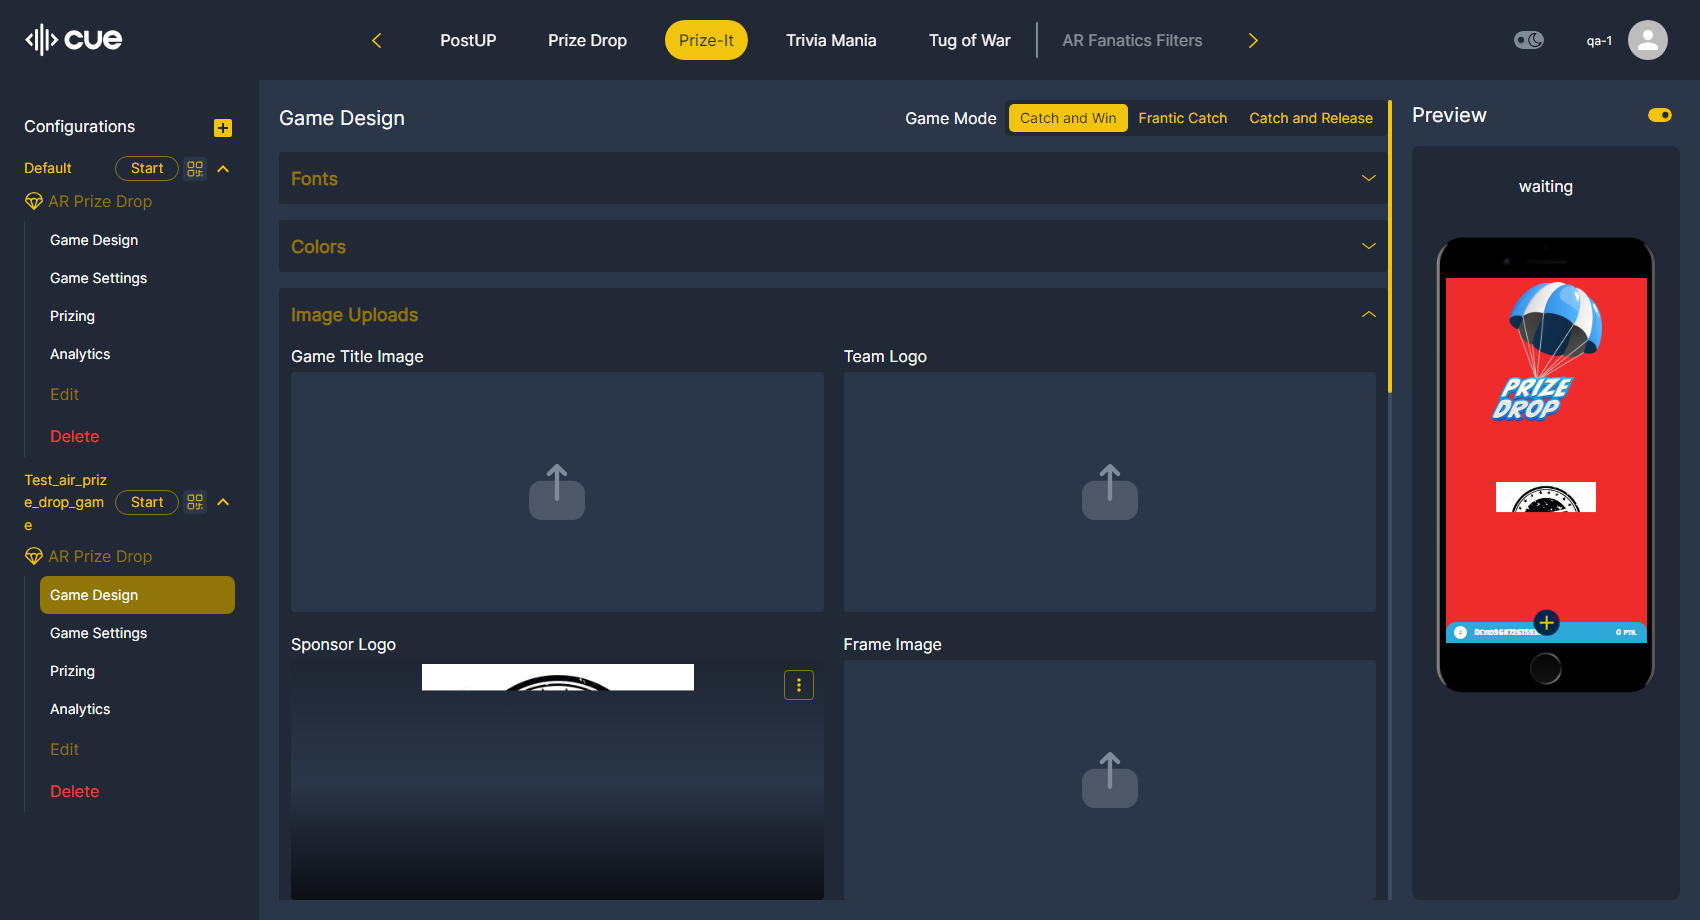 cue
PostUP
Prize Drop
Prize-It
Trivia Mania
Tug of War
AR Fanatics Filters
qa-1
Configurations
Default
Start
AR Prize Drop
Game Design
Game Settings
Prizing
Analytics
Edit
Delete
Test_air_priz
e_drop_gam
e
Start
AR Prize Drop
Game Design
Game Settings
Prizing
Analytics
Edit
Delete
Game Design
Game Mode
Catch and Win
Frantic Catch
Catch and Release
Fonts
Colors
Image Uploads
Game Title Image
Team Logo
Sponsor Logo
Frame Image
Preview
waiting
PRIZE
DROP
0 PTS.